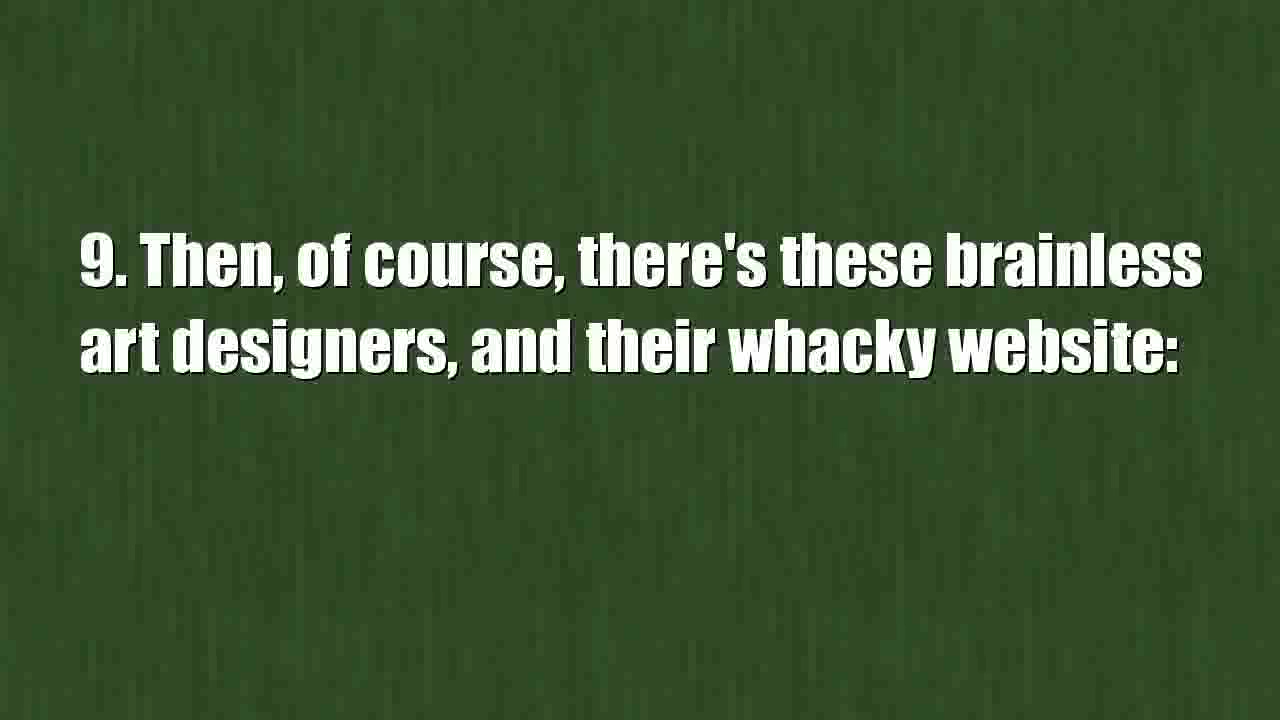 9. Then, of course, there's these brainless
art designers, and their whacky website: